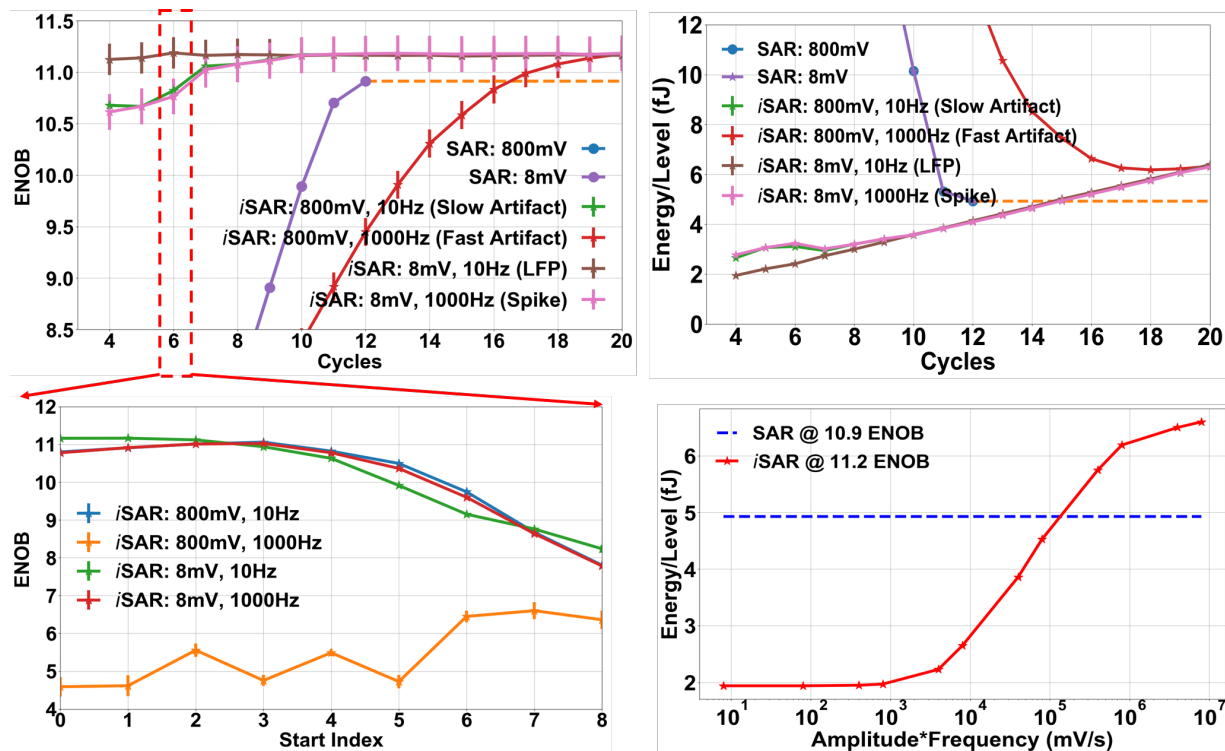 11.5
11.0
10.5
10.0
9.5
9.0
8.5
ENOB
SAR: 800mV
SAR: 8mV
iSAR: 800mV, 10Hz (Slow Artifact)
iSAR: 800mV, 1000Hz (Fast Artifact)
iSAR: 8mV, 10Hz (LFP)
iSAR: 8mV, 1000Hz (Spike)
4 6 8 10 12 14 16 18 20
Cycles
12
10
8
6
4
2
0
Energy/Level (fJ)
SAR: 800mV
SAR: 8mV
iSAR: 800mV, 10Hz (Slow Artifact)
iSAR: 800mV, 1000Hz (Fast Artifact)
iSAR: 8mV, 10Hz (LFP)
iSAR: 8mV, 1000Hz (Spike)
4 6 8 10 12 14 16 18 20
Cycles
12
11
10
9
8
7
6
5
4
ENOB
iSAR: 800mV, 10Hz
iSAR: 800mV, 1000Hz
iSAR: 8mV, 10Hz
iSAR: 8mV, 1000Hz
0 1 2 3 4 5 6 7 8
Start Index
6
5
4
3
2
Energy/Level (fJ)
SAR @ 10.9 ENOB
iSAR @ 11.2 ENOB
10^1 10^2 10^3 10^4 10^5 10^6 10^7
Amplitude*Frequency (mV/s)